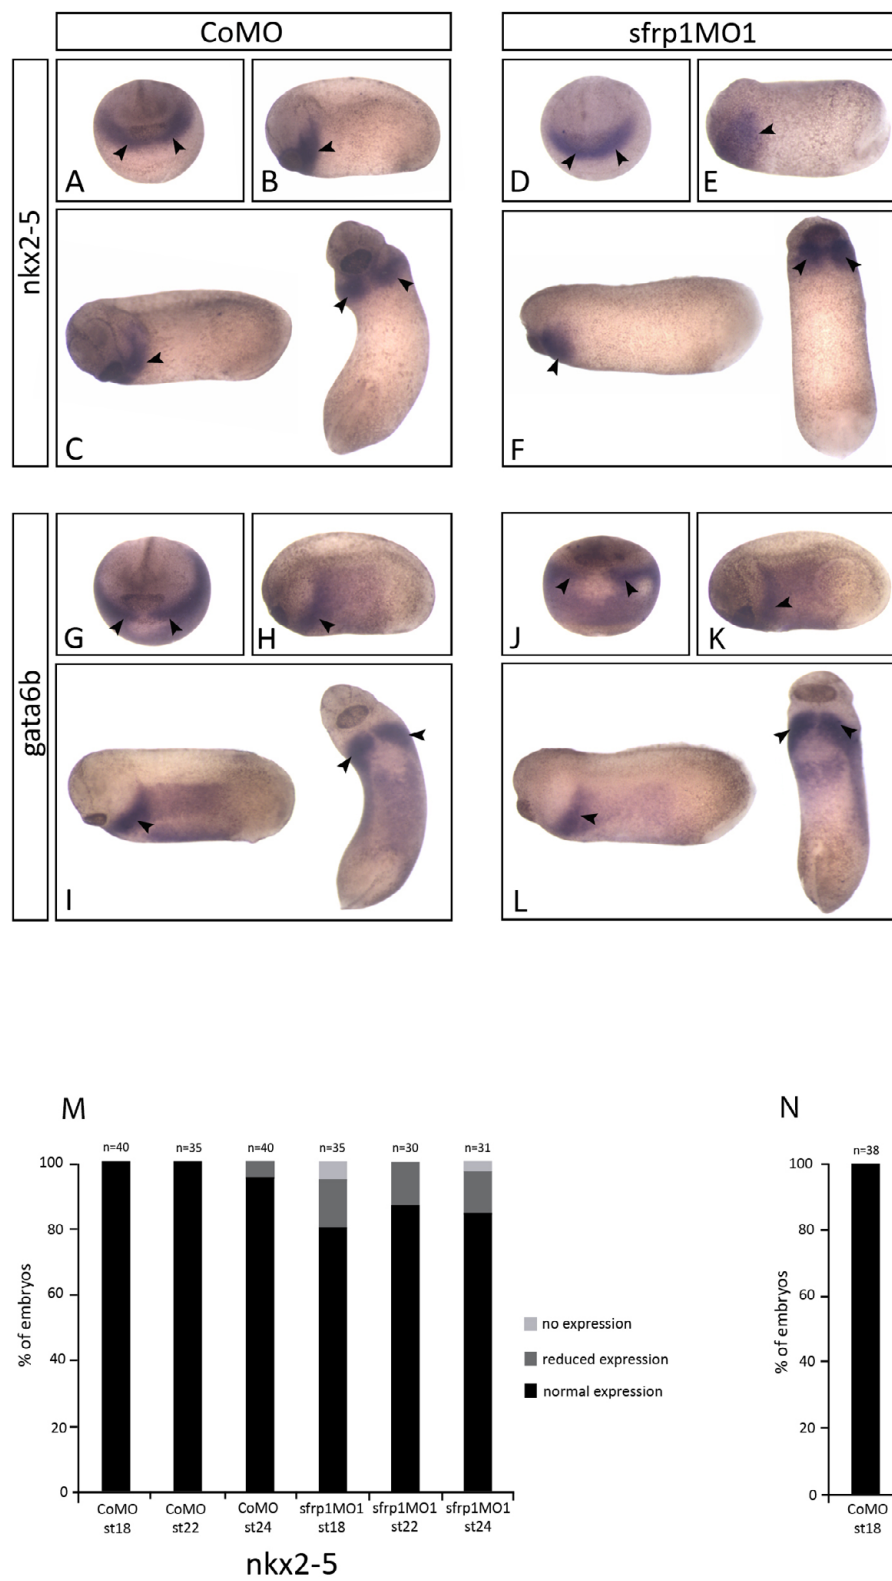 CoMO
sfrp1MO1
nkx2-5
A
B
D
E
C
F
gata6b
G
H
J
K
I
L
M
N
n=40
n=35
n=40
n=35
n=30
n=31
n=38
% of embryos
100
80
60
40
20
0
no expression
reduced expression
normal expression
% of embryos
100
80
60
40
20
0
CoMO
st18
CoMO
st22
CoMO
st24
sfrp1MO1
st18
sfrp1MO1
st22
sfrp1MO1
st24
CoMO
st18
nkx2-5